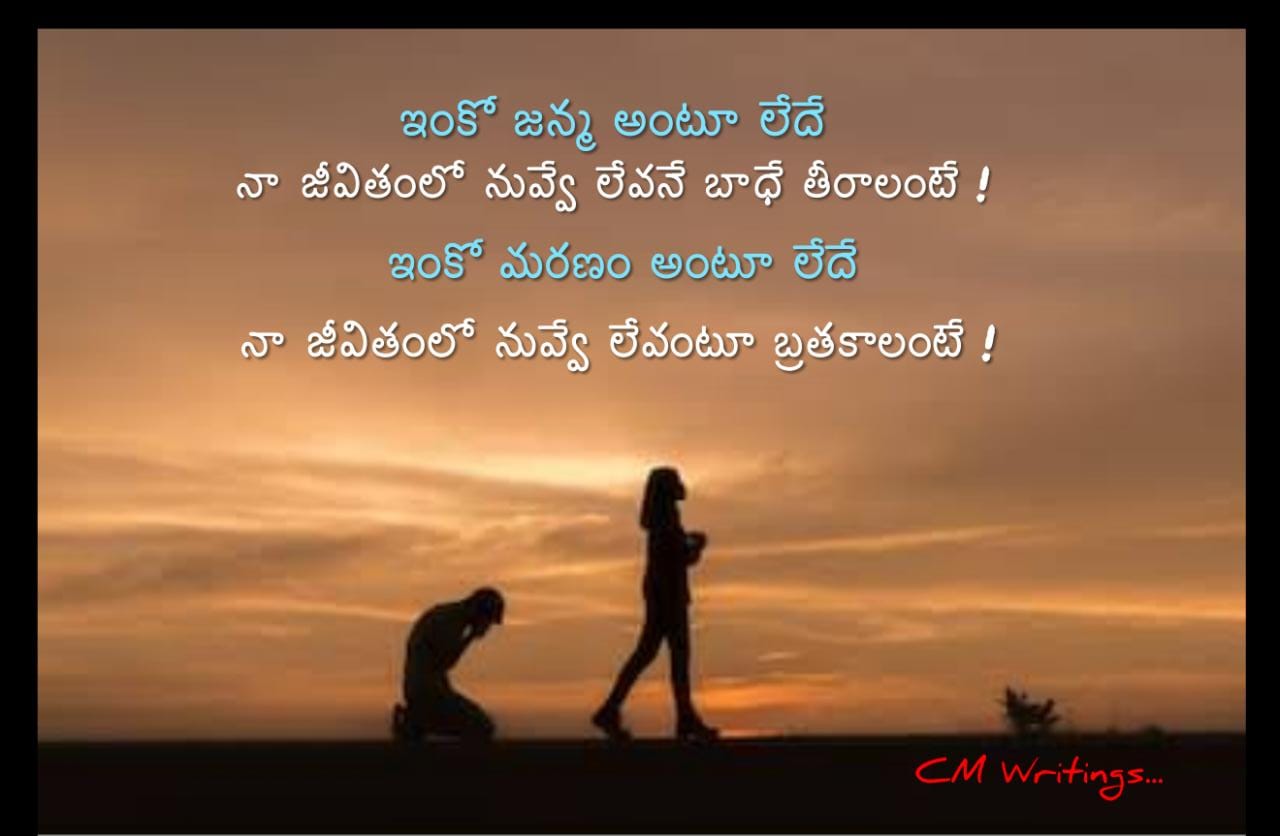 ఇంకో జన్మ అంటూ లేదే
నా జీవితంలో నువ్వే లేవనే బాధే తీరాలంటే !
ఇంకో మరణం అంటూ లేదే
నా జీవితంలో నువ్వే లేవంటూ బ్రతకాలంటే !
CM Writings...